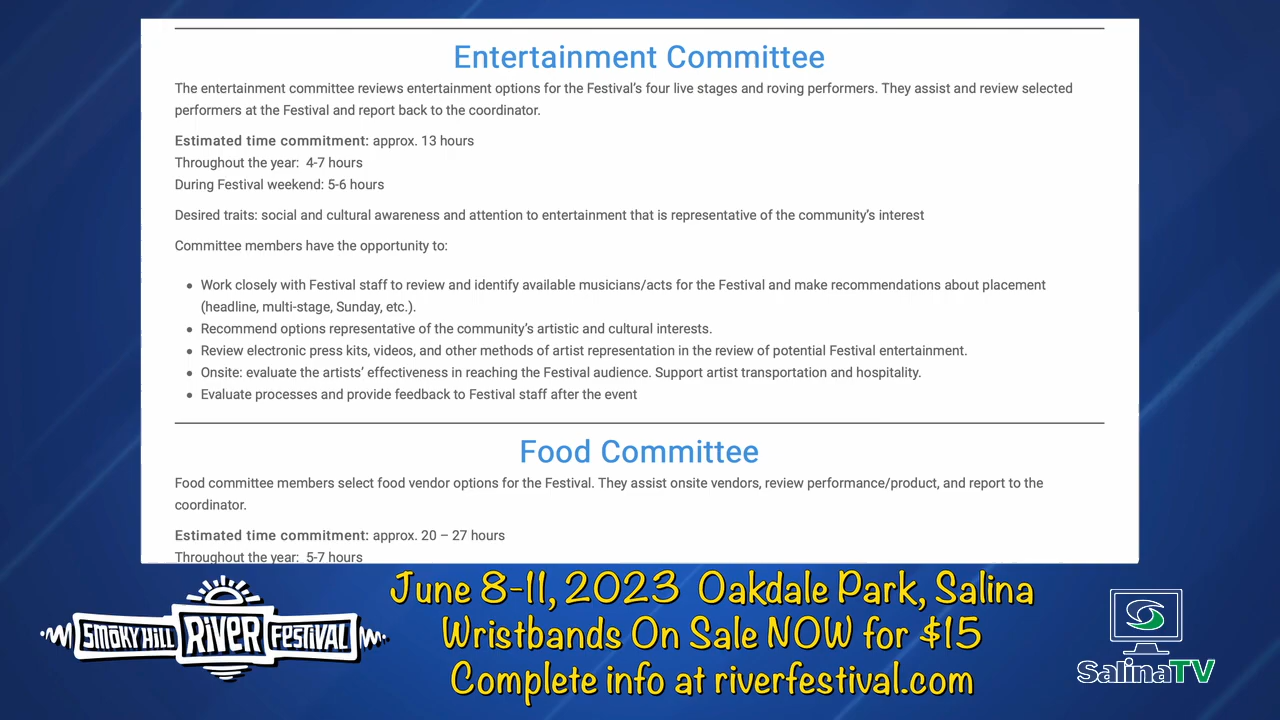 Entertainment Committee
The entertainment committee reviews entertainment options for the Festival's four live stages and roving performers. They assist and review selected
performers at the Festival and report back to the coordinator.
Estimated time commitment: approx. 13 hours
Throughout the year:  4-7 hours
During Festival weekend: 5-6 hours
Desired traits: social and cultural awareness and attention to entertainment that is representative of the community's interest
Committee members have the opportunity to:
• Work closely with Festival staff to review and identify available musicians/acts for the Festival and make recommendations about placement
(headline, multi-stage, Sunday, etc.).
• Recommend options representative of the community's artistic and cultural interests.
• Review electronic press kits, videos, and other methods of artist representation in the review of potential Festival entertainment.
• Onsite: evaluate the artists' effectiveness in reaching the Festival audience. Support artist transportation and hospitality.
• Evaluate processes and provide feedback to Festival staff after the event
Food Committee
Food committee members select food vendor options for the Festival. They assist onsite vendors, review performance/product, and report to the
coordinator.
Estimated time commitment: approx. 20 – 27 hours
Throughout the year:  5-7 hours
June 8-11, 2023  Oakdale Park, Salina
Wristbands On Sale NOW for $15
Complete info at riverfestival.com
SMOKY HILL RIVER FESTIVAL
SalinaTV